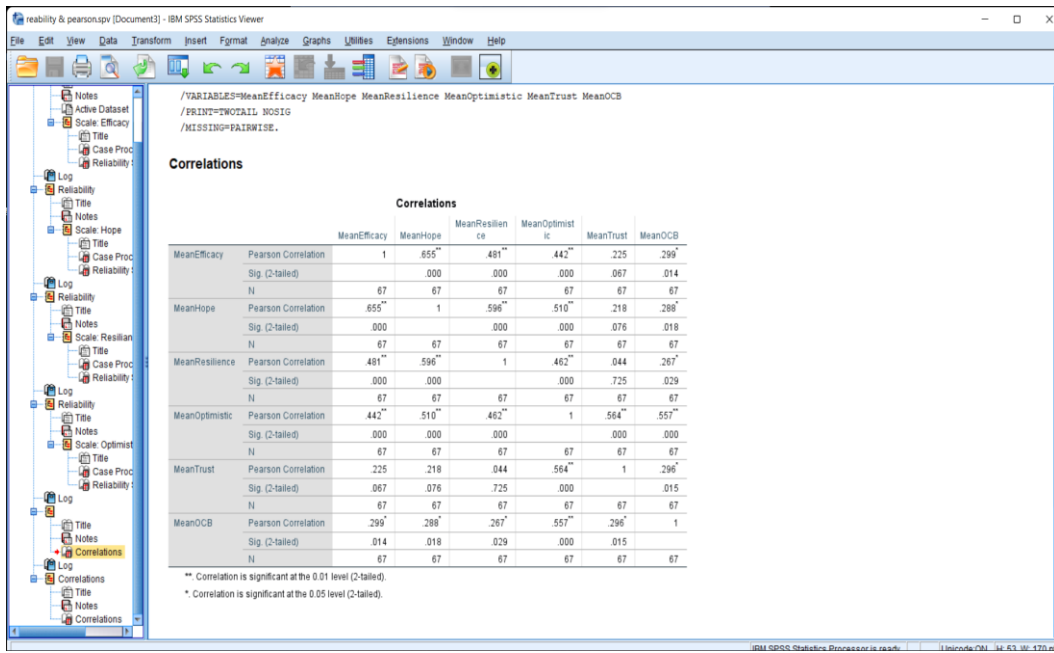 reability & pearson.spv [Document3] - IBM SPSS Statistics Viewer
File Edit View Data Transform Insert Format Analyze Graphs Utilities Extensions Window Help
Notes
Active Dataset
Scale: Efficacy
Title
Case Proc
Reliability S
Log
Reliability
Title
Notes
Scale: Hope
Title
Case Proc
Reliability S
Log
Reliability
Title
Notes
Scale: Resilian
Title
Case Proc
Reliability S
Log
Reliability
Title
Notes
Scale: Optimist
Title
Case Proc
Reliability S
Log
Title
Notes
Correlations
Log
Correlations
Title
Notes
Correlations
/VARIABLES=MeanEfficacy MeanHope MeanResilience MeanOptimistic MeanTrust MeanOCB
/PRINT=TWOTAIL NOSIG
/MISSING=PAIRWISE.
Correlations
Correlations
MeanEfficacy MeanHope MeanResilien
ce MeanOptimist
ic MeanTrust MeanOCB
MeanEfficacy Pearson Correlation 1 .655** .481** .442** .225 .299*
Sig. (2-tailed) .000 .000 .000 .067 .014
N 67 67 67 67 67 67
MeanHope Pearson Correlation .655** 1 .596** .510** .218 .288*
Sig. (2-tailed) .000 .000 .000 .076 .018
N 67 67 67 67 67 67
MeanResilience Pearson Correlation .481** .596** 1 .462** .044 .267*
Sig. (2-tailed) .000 .000 .000 .725 .029
N 67 67 67 67 67 67
MeanOptimistic Pearson Correlation .442** .510** .462** 1 .564** .557**
Sig. (2-tailed) .000 .000 .000 .000 .000
N 67 67 67 67 67 67
MeanTrust Pearson Correlation .225 .218 .044 .564** 1 .296*
Sig. (2-tailed) .067 .076 .725 .000 .015
N 67 67 67 67 67 67
MeanOCB Pearson Correlation .299* .288* .267* .557** .296* 1
Sig. (2-tailed) .014 .018 .029 .000 .015
N 67 67 67 67 67 67
**. Correlation is significant at the 0.01 level (2-tailed).
*. Correlation is significant at the 0.05 level (2-tailed).
IBM SPSS Statistics Processor is ready Unicode:ON H: 53, W: 170 p